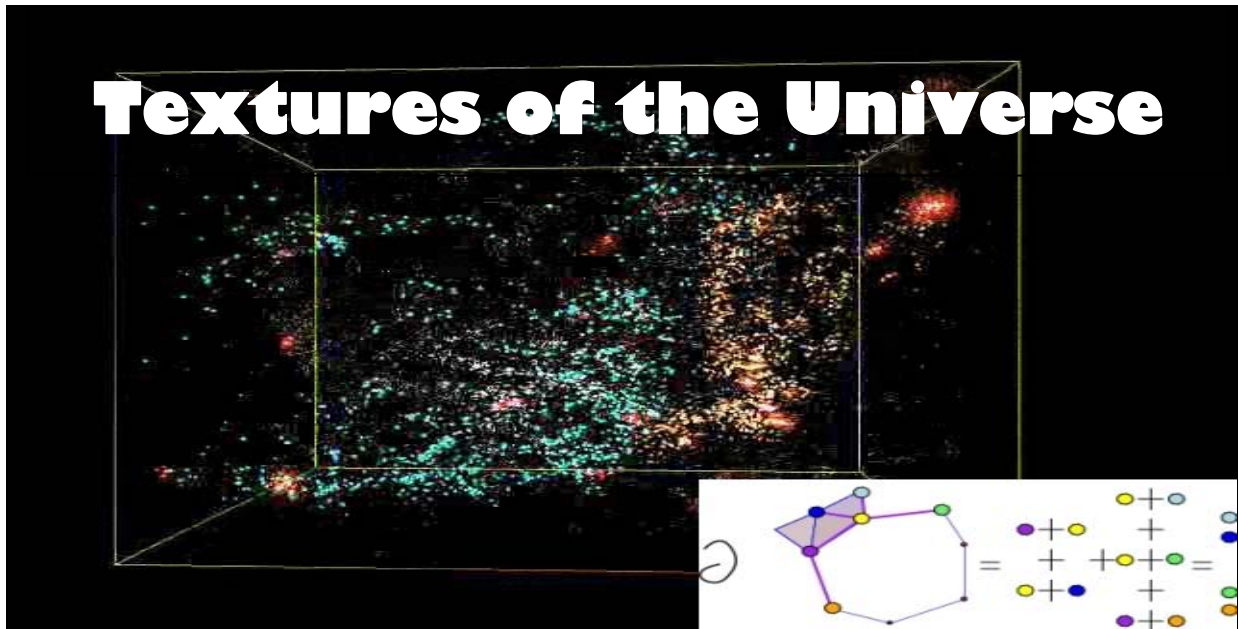 Textures of the Universe
∂
= + + + + = 
+ + + +
+ +